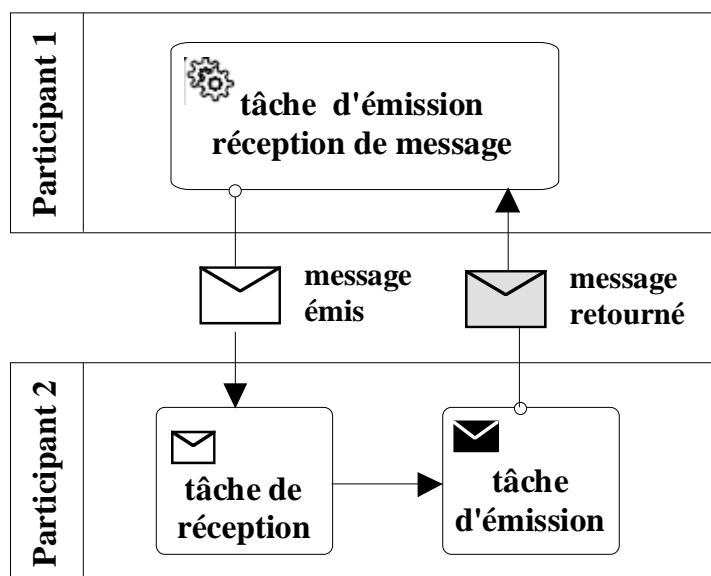 Participant 1
tâche d'émission
réception de message
message
émis
message
retourné
Participant 2
tâche de
réception
tâche
d'émission